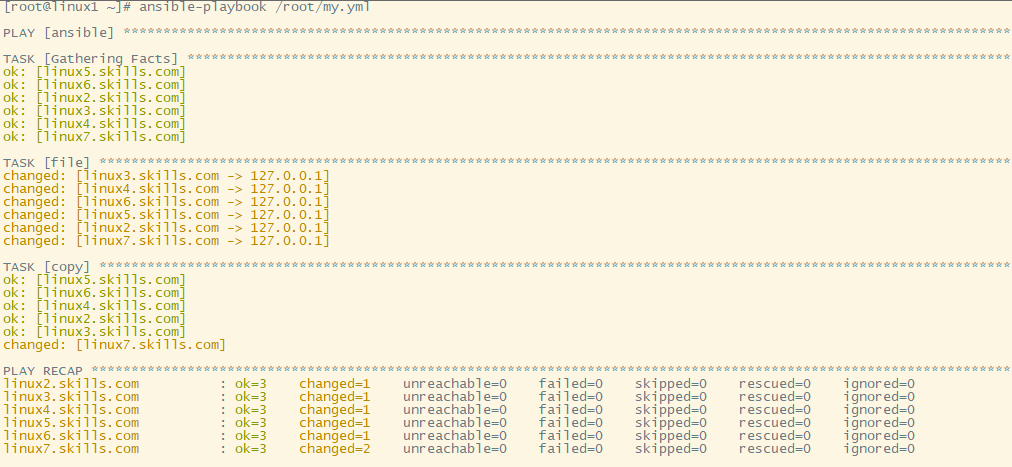 [root@linux1 ~]# ansible-playbook /root/my.yml
PLAY [ansible] ***************************************************************************************************************
TASK [Gathering Facts] *******************************************************************************************************
ok: [linux5.skills.com]
ok: [linux6.skills.com]
ok: [linux2.skills.com]
ok: [linux3.skills.com]
ok: [linux4.skills.com]
ok: [linux7.skills.com]
TASK [file] ******************************************************************************************************************
changed: [linux3.skills.com -> 127.0.0.1]
changed: [linux4.skills.com -> 127.0.0.1]
changed: [linux6.skills.com -> 127.0.0.1]
changed: [linux5.skills.com -> 127.0.0.1]
changed: [linux2.skills.com -> 127.0.0.1]
changed: [linux7.skills.com -> 127.0.0.1]
TASK [copy] ******************************************************************************************************************
ok: [linux5.skills.com]
ok: [linux6.skills.com]
ok: [linux4.skills.com]
ok: [linux2.skills.com]
ok: [linux3.skills.com]
changed: [linux7.skills.com]
PLAY RECAP *******************************************************************************************************************
linux2.skills.com          : ok=3    changed=1    unreachable=0    failed=0    skipped=0    rescued=0    ignored=0
linux3.skills.com          : ok=3    changed=1    unreachable=0    failed=0    skipped=0    rescued=0    ignored=0
linux4.skills.com          : ok=3    changed=1    unreachable=0    failed=0    skipped=0    rescued=0    ignored=0
linux5.skills.com          : ok=3    changed=1    unreachable=0    failed=0    skipped=0    rescued=0    ignored=0
linux6.skills.com          : ok=3    changed=1    unreachable=0    failed=0    skipped=0    rescued=0    ignored=0
linux7.skills.com          : ok=3    changed=2    unreachable=0    failed=0    skipped=0    rescued=0    ignored=0